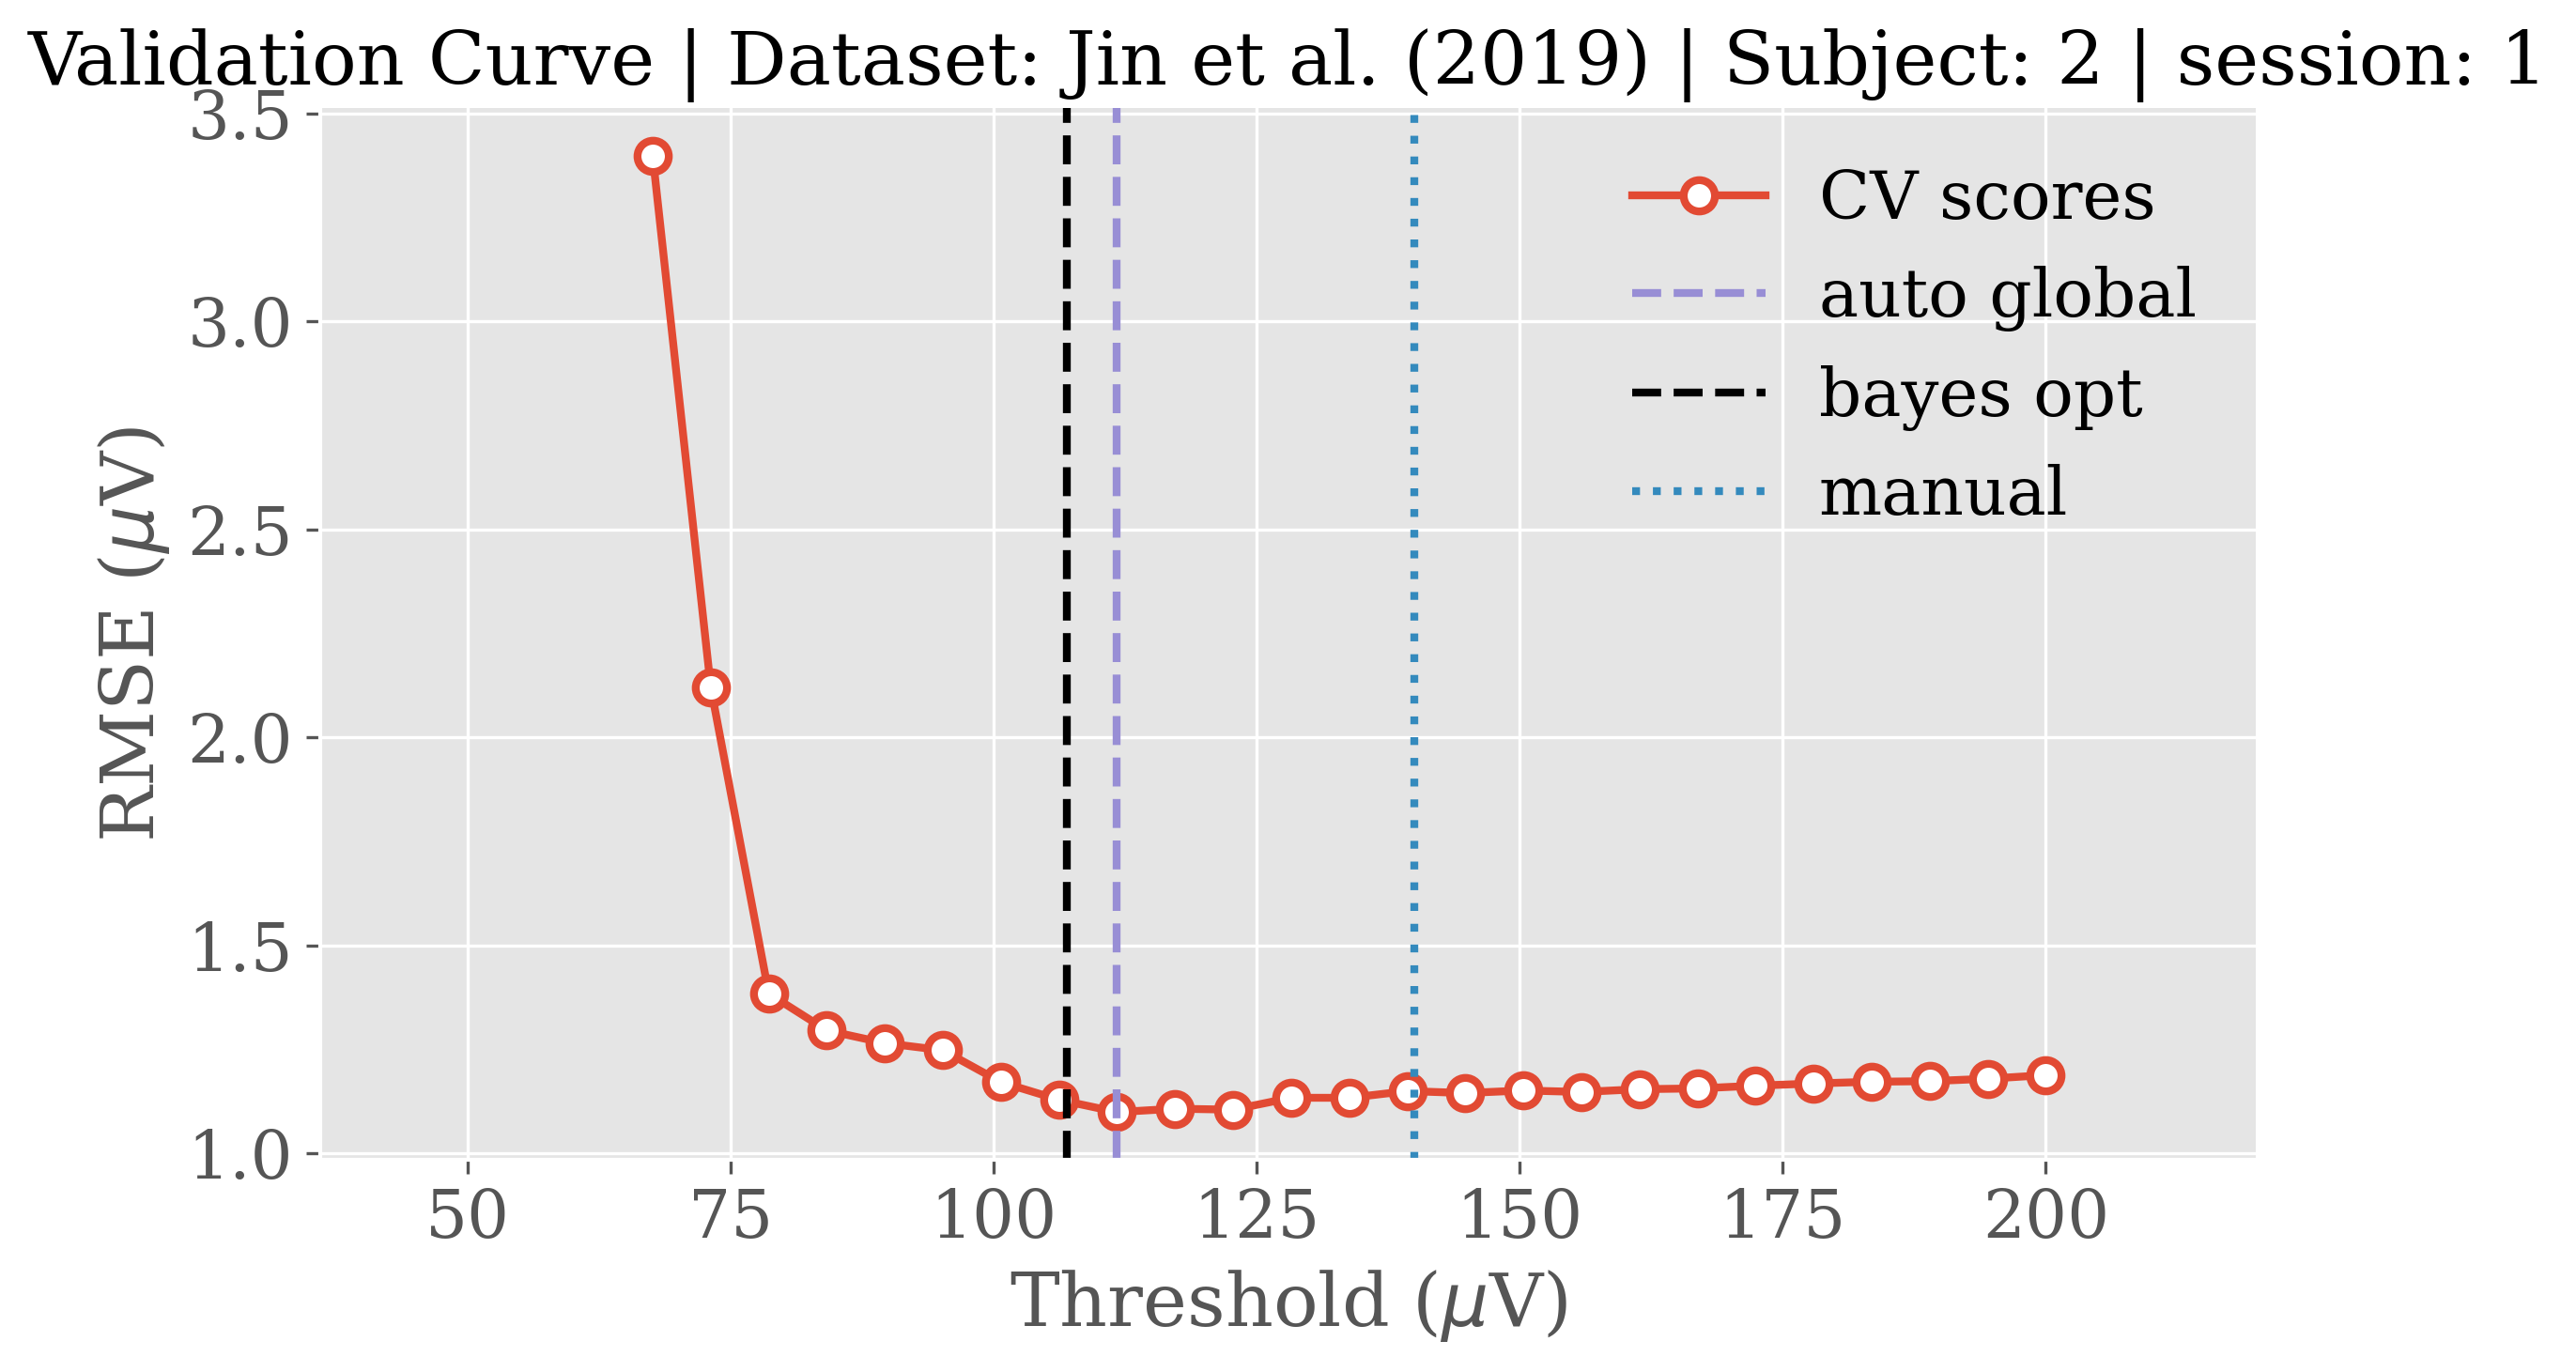 Validation Curve | Dataset: Jin et al. (2019) | Subject: 2 | session: 1
3.5
3.0
2.5
2.0
1.5
1.0
RMSE (μV)
CV scores
auto global
bayes opt
manual
50 75 100 125 150 175 200
Threshold (μV)